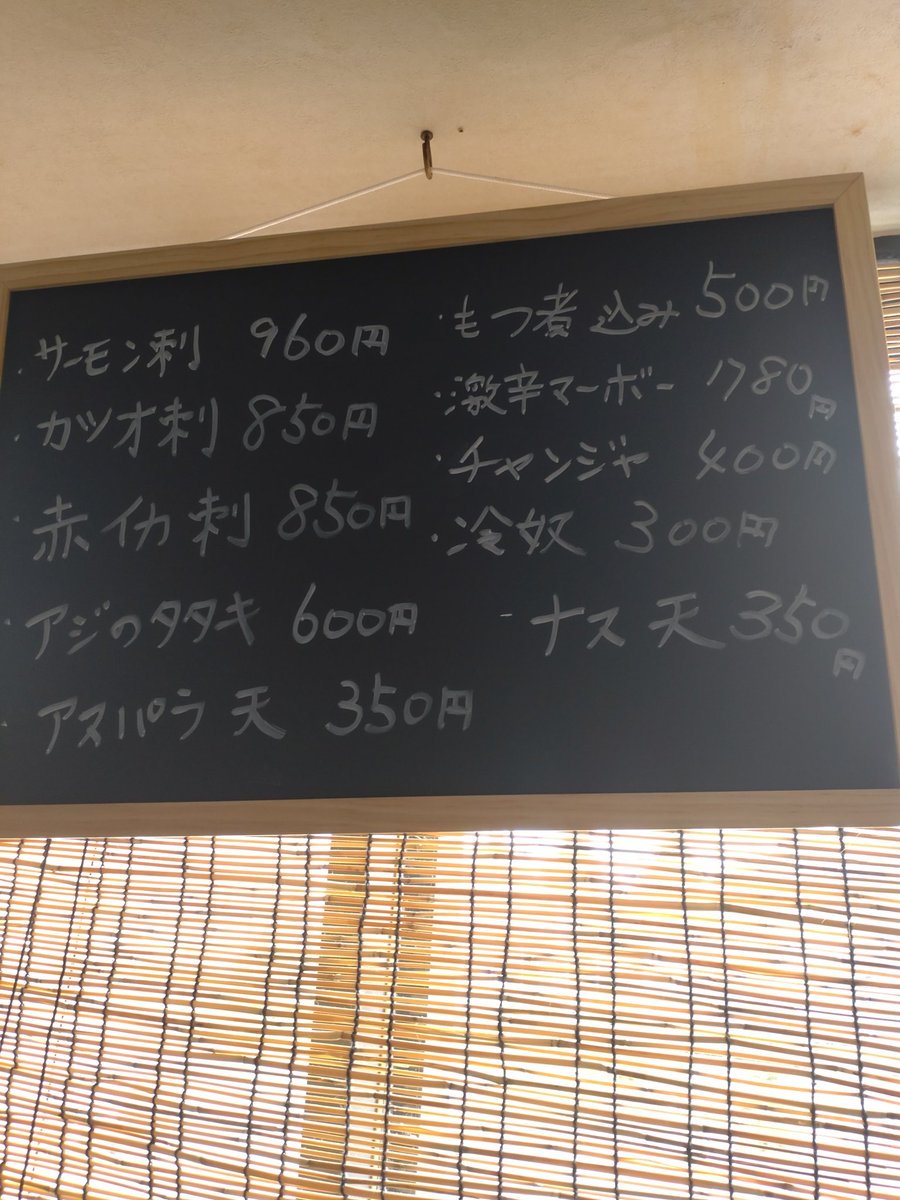 ・サーモン刺 960円
・カツオ刺 850円
・赤イカ刺 850円
・アジのタタキ 600円
・アスパラ天 350円
・もつ煮込み 500円
・激辛マーボー 1780円
・チャンジャ 400円
・冷奴 300円
- ナス天 350円